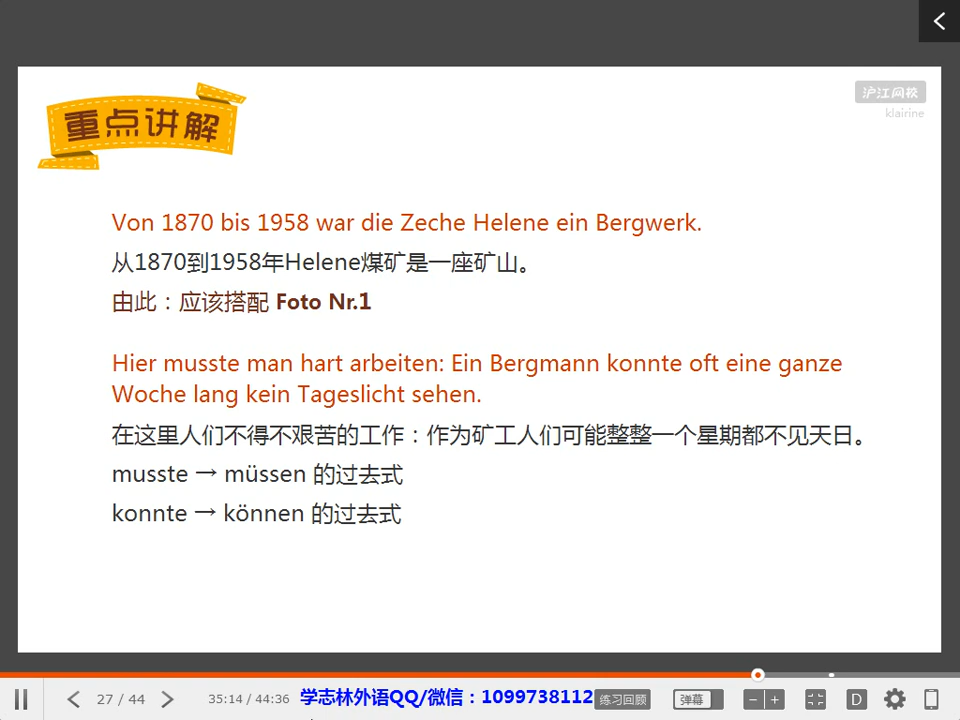 沪江网校
klairine
重点讲解
Von 1870 bis 1958 war die Zeche Helene ein Bergwerk.
从1870到1958年Helene煤矿是一座矿山。
由此：应该搭配 Foto Nr.1
Hier musste man hart arbeiten: Ein Bergmann konnte oft eine ganze
Woche lang kein Tageslicht sehen.
在这里人们不得不艰苦的工作：作为矿工人们可能整整一个星期都不见天日。
musste → müssen 的过去式
konnte → können 的过去式
27 / 44
35:14 / 44:36
学志林外语QQ/微信：1099738112
练习回顾
弹幕
D